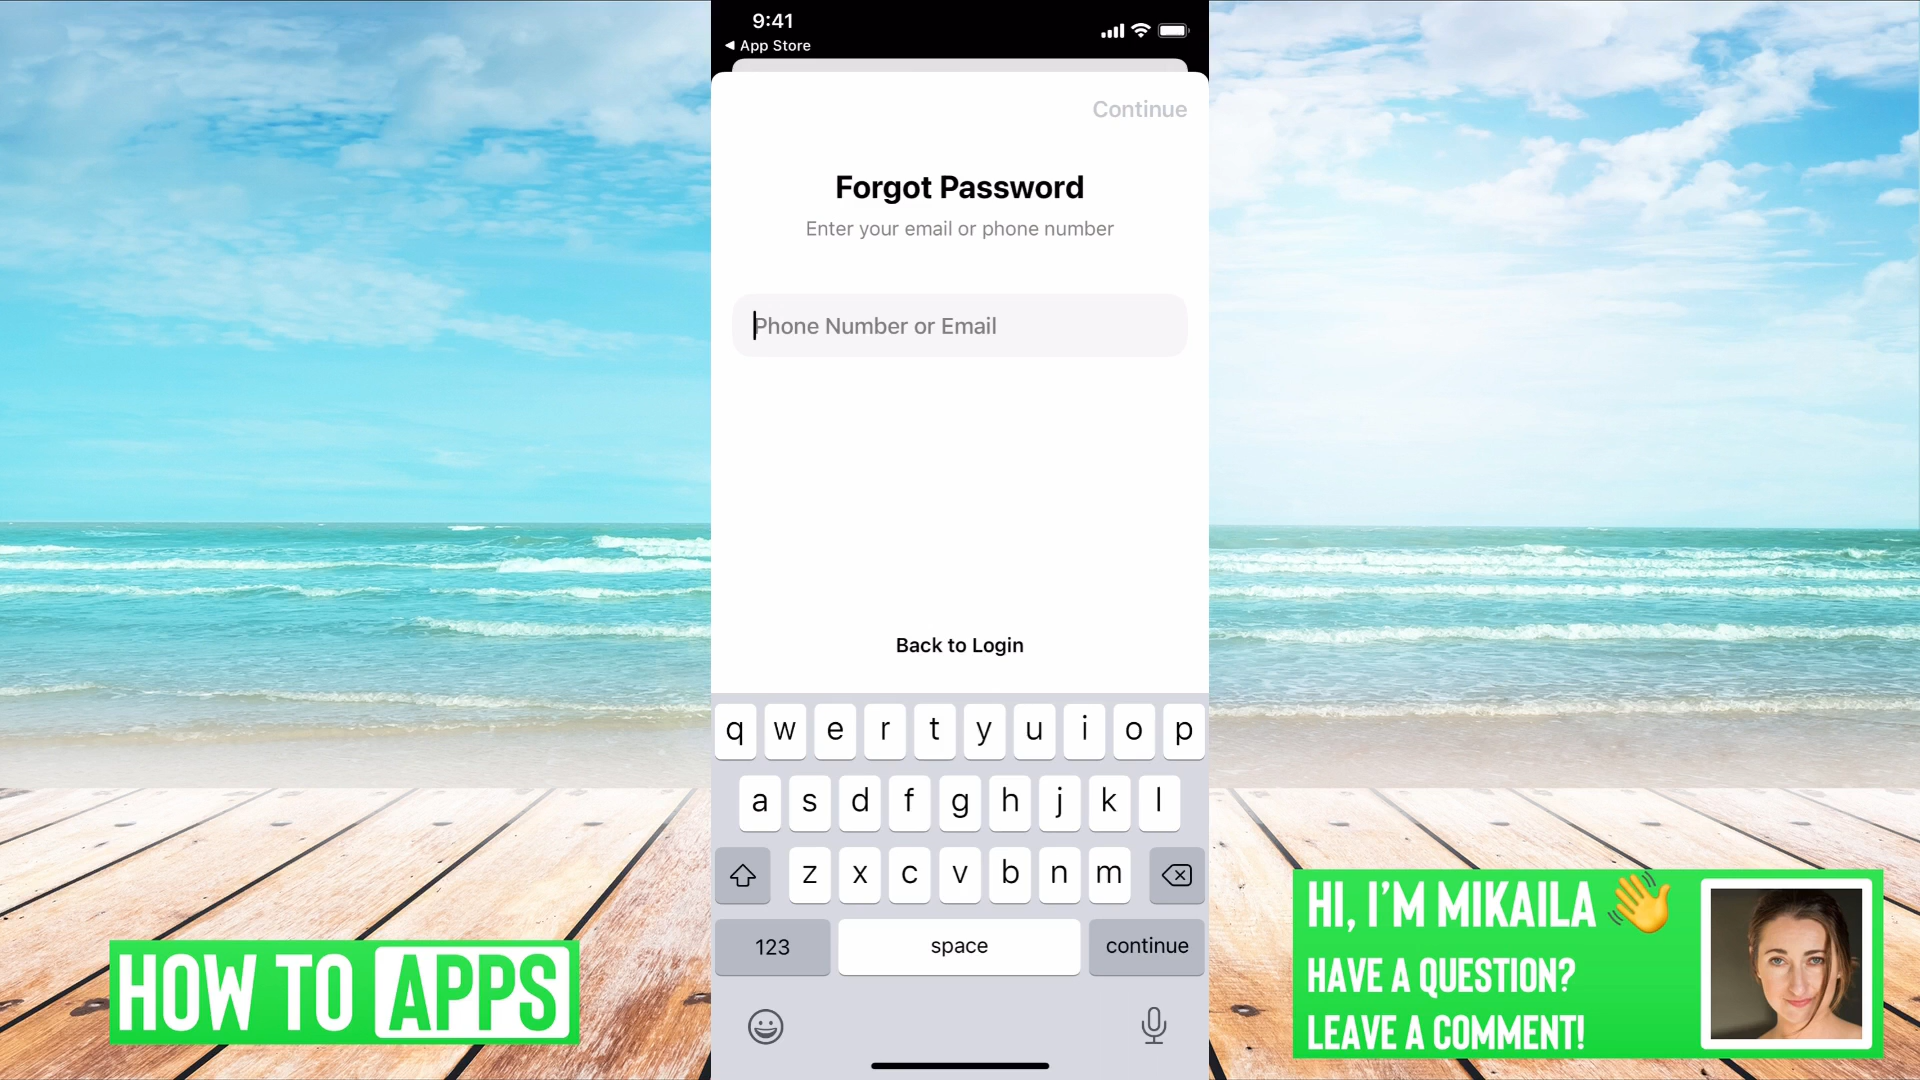 9:41
◀ App Store
Continue
Forgot Password
Enter your email or phone number
Phone Number or Email
Back to Login
q w e r t y u i o p
a s d f g h j k l
z x c v b n m
123 space continue
HOW TO APPS
HI, I'M MIKAILA 👋
HAVE A QUESTION?
LEAVE A COMMENT!